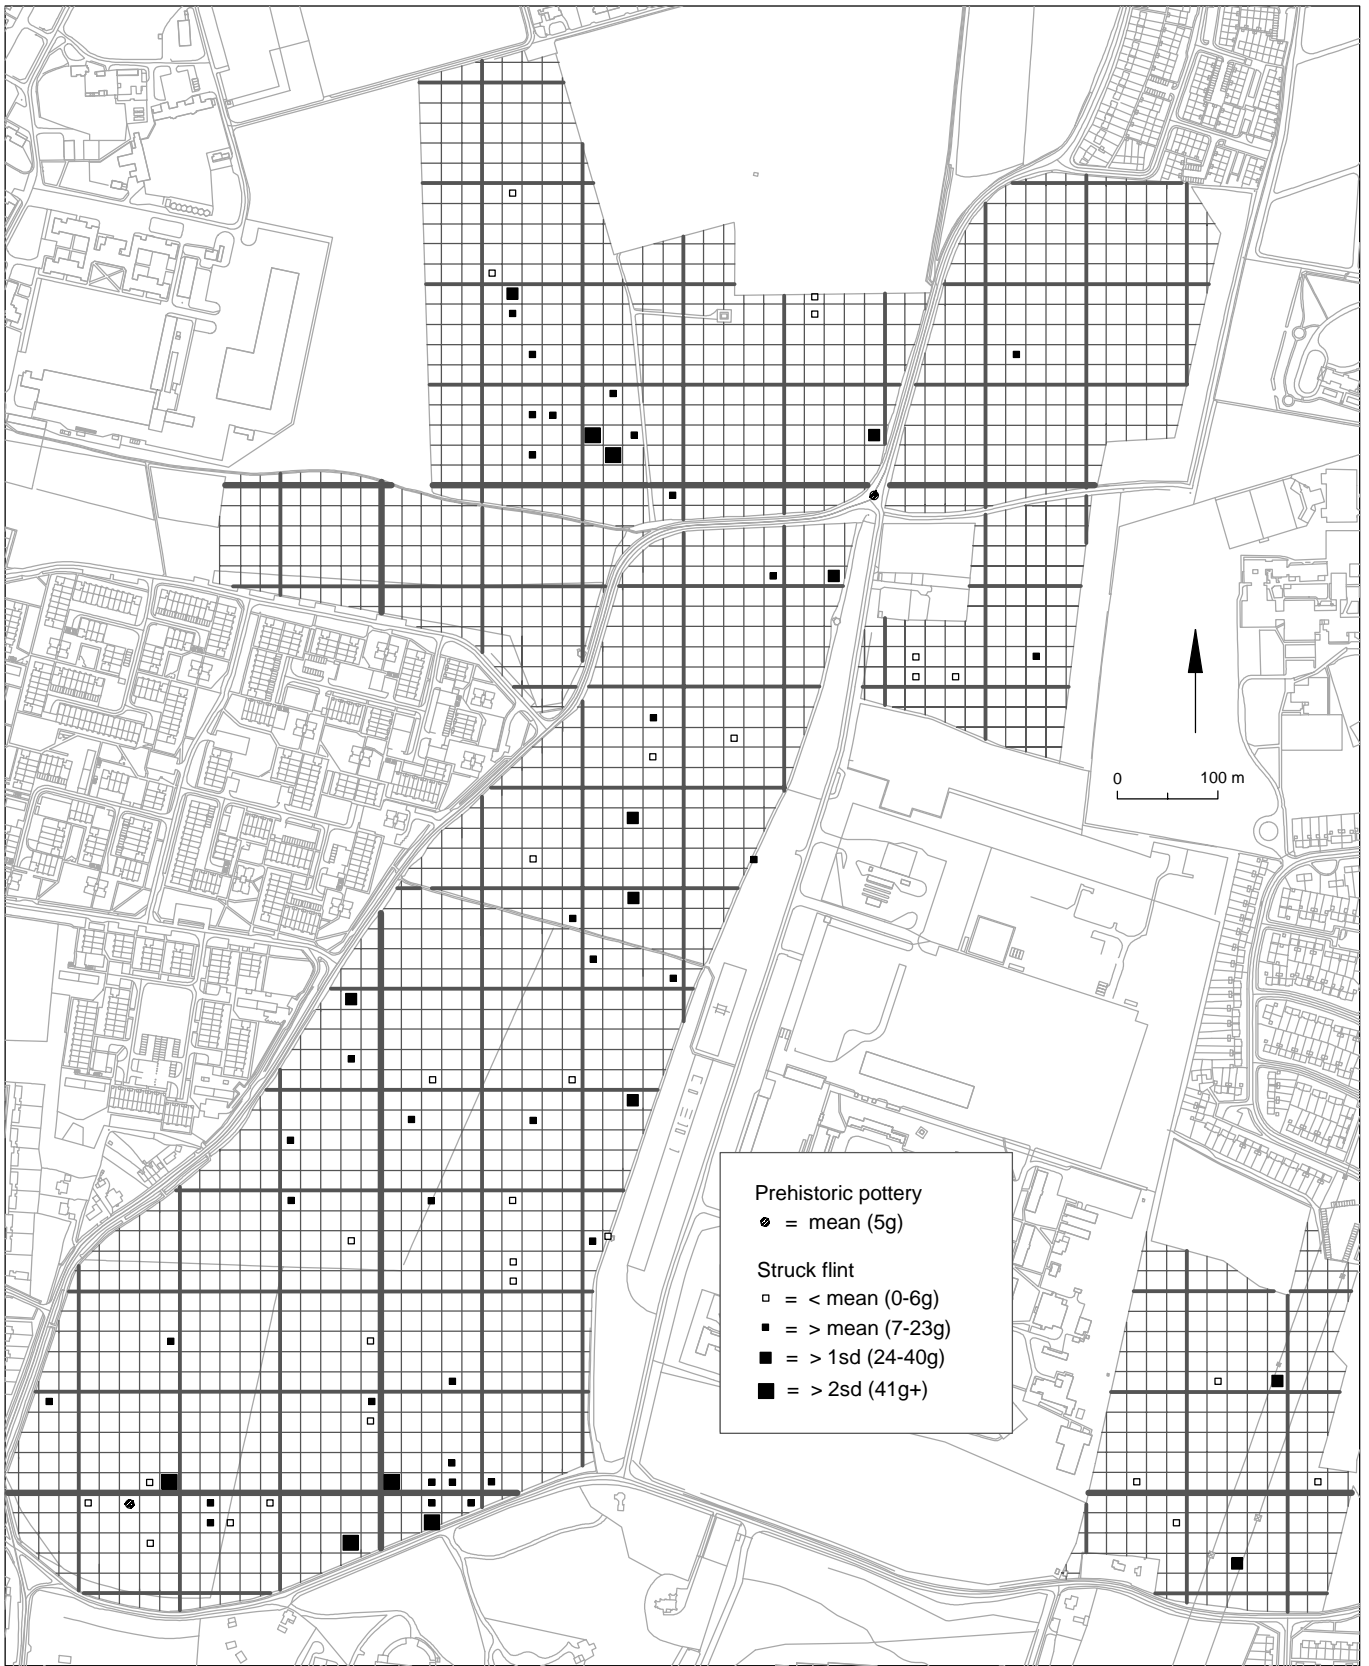 0 100 m
Prehistoric pottery
= mean (5g)
Struck flint
= < mean (0-6g)
= > mean (7-23g)
= > 1sd (24-40g)
= > 2sd (41g+)